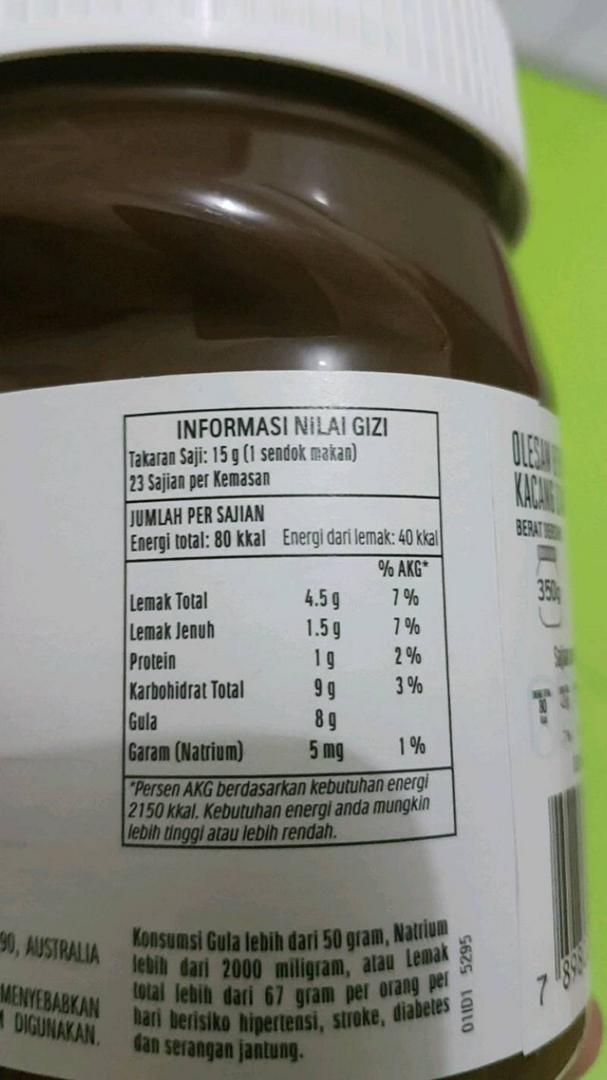 INFORMASI NILAI GIZI
Takaran Saji: 15 g (1 sendok makan)
23 Sajian per Kemasan
JUMLAH PER SAJIAN
Energi total: 80 kkal Energi dari lemak: 40 kkal
% AKG*
Lemak Total 4.5 g 7 %
Lemak Jenuh 1.5 g 7 %
Protein 1 g 2 %
Karbohidrat Total 9 g 3 %
Gula 8 g
Garam (Natrium) 5 mg 1 %
*Persen AKG berdasarkan kebutuhan energi
2150 kkal. Kebutuhan energi anda mungkin
lebih tinggi atau lebih rendah.
Konsumsi Gula lebih dari 50 gram, Natrium
lebih dari 2000 miligram, atau Lemak
total lebih dari 67 gram per orang per
hari berisiko hipertensi, stroke, diabetes
dan serangan jantung.
01ID1 5295
90, AUSTRALIA
MENYEBABKAN
DIGUNAKAN.
OLESAN
KACANG
BERAT
350g
80
7 898